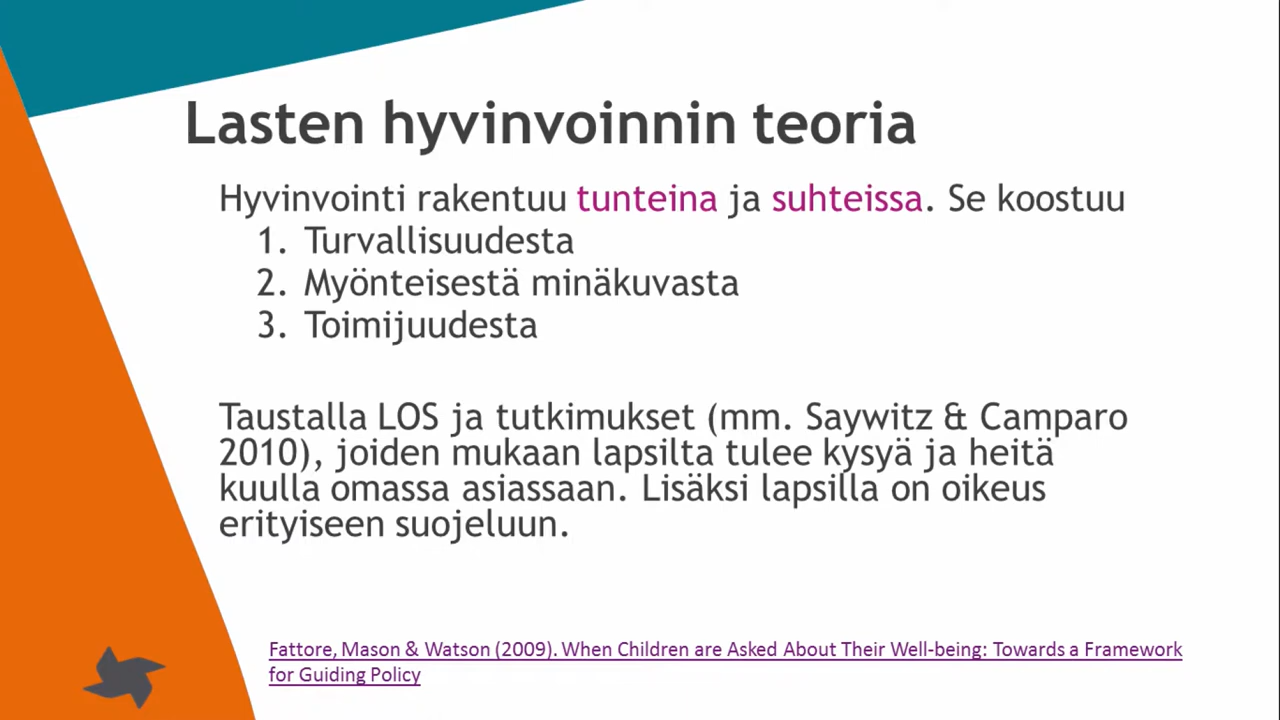 Lasten hyvinvoinnin teoria
Hyvinvointi rakentuu tunteina ja suhteissa. Se koostuu
1. Turvallisuudesta
2. Myönteisestä minäkuvasta
3. Toimijuudesta
Taustalla LOS ja tutkimukset (mm. Saywitz & Camparo
2010), joiden mukaan lapsilta tulee kysyä ja heitä
kuulla omassa asiassaan. Lisäksi lapsilla on oikeus
erityiseen suojeluun.
Fattore, Mason & Watson (2009). When Children are Asked About Their Well-being: Towards a Framework
for Guiding Policy